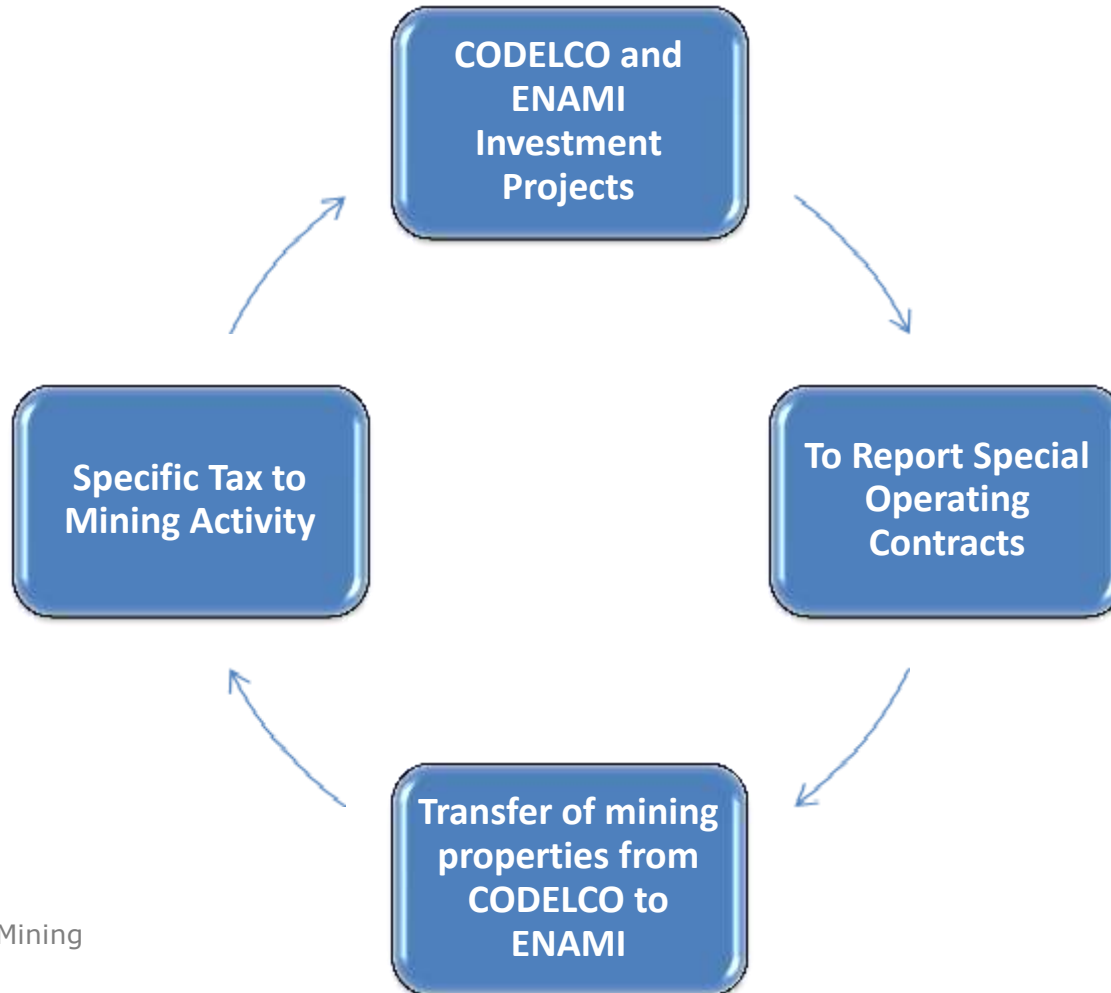 CODELCO and
ENAMI
Investment
Projects
Specific Tax to
Mining Activity
To Report Special
Operating
Contracts
Transfer of mining
properties from
CODELCO to
ENAMI
Mining